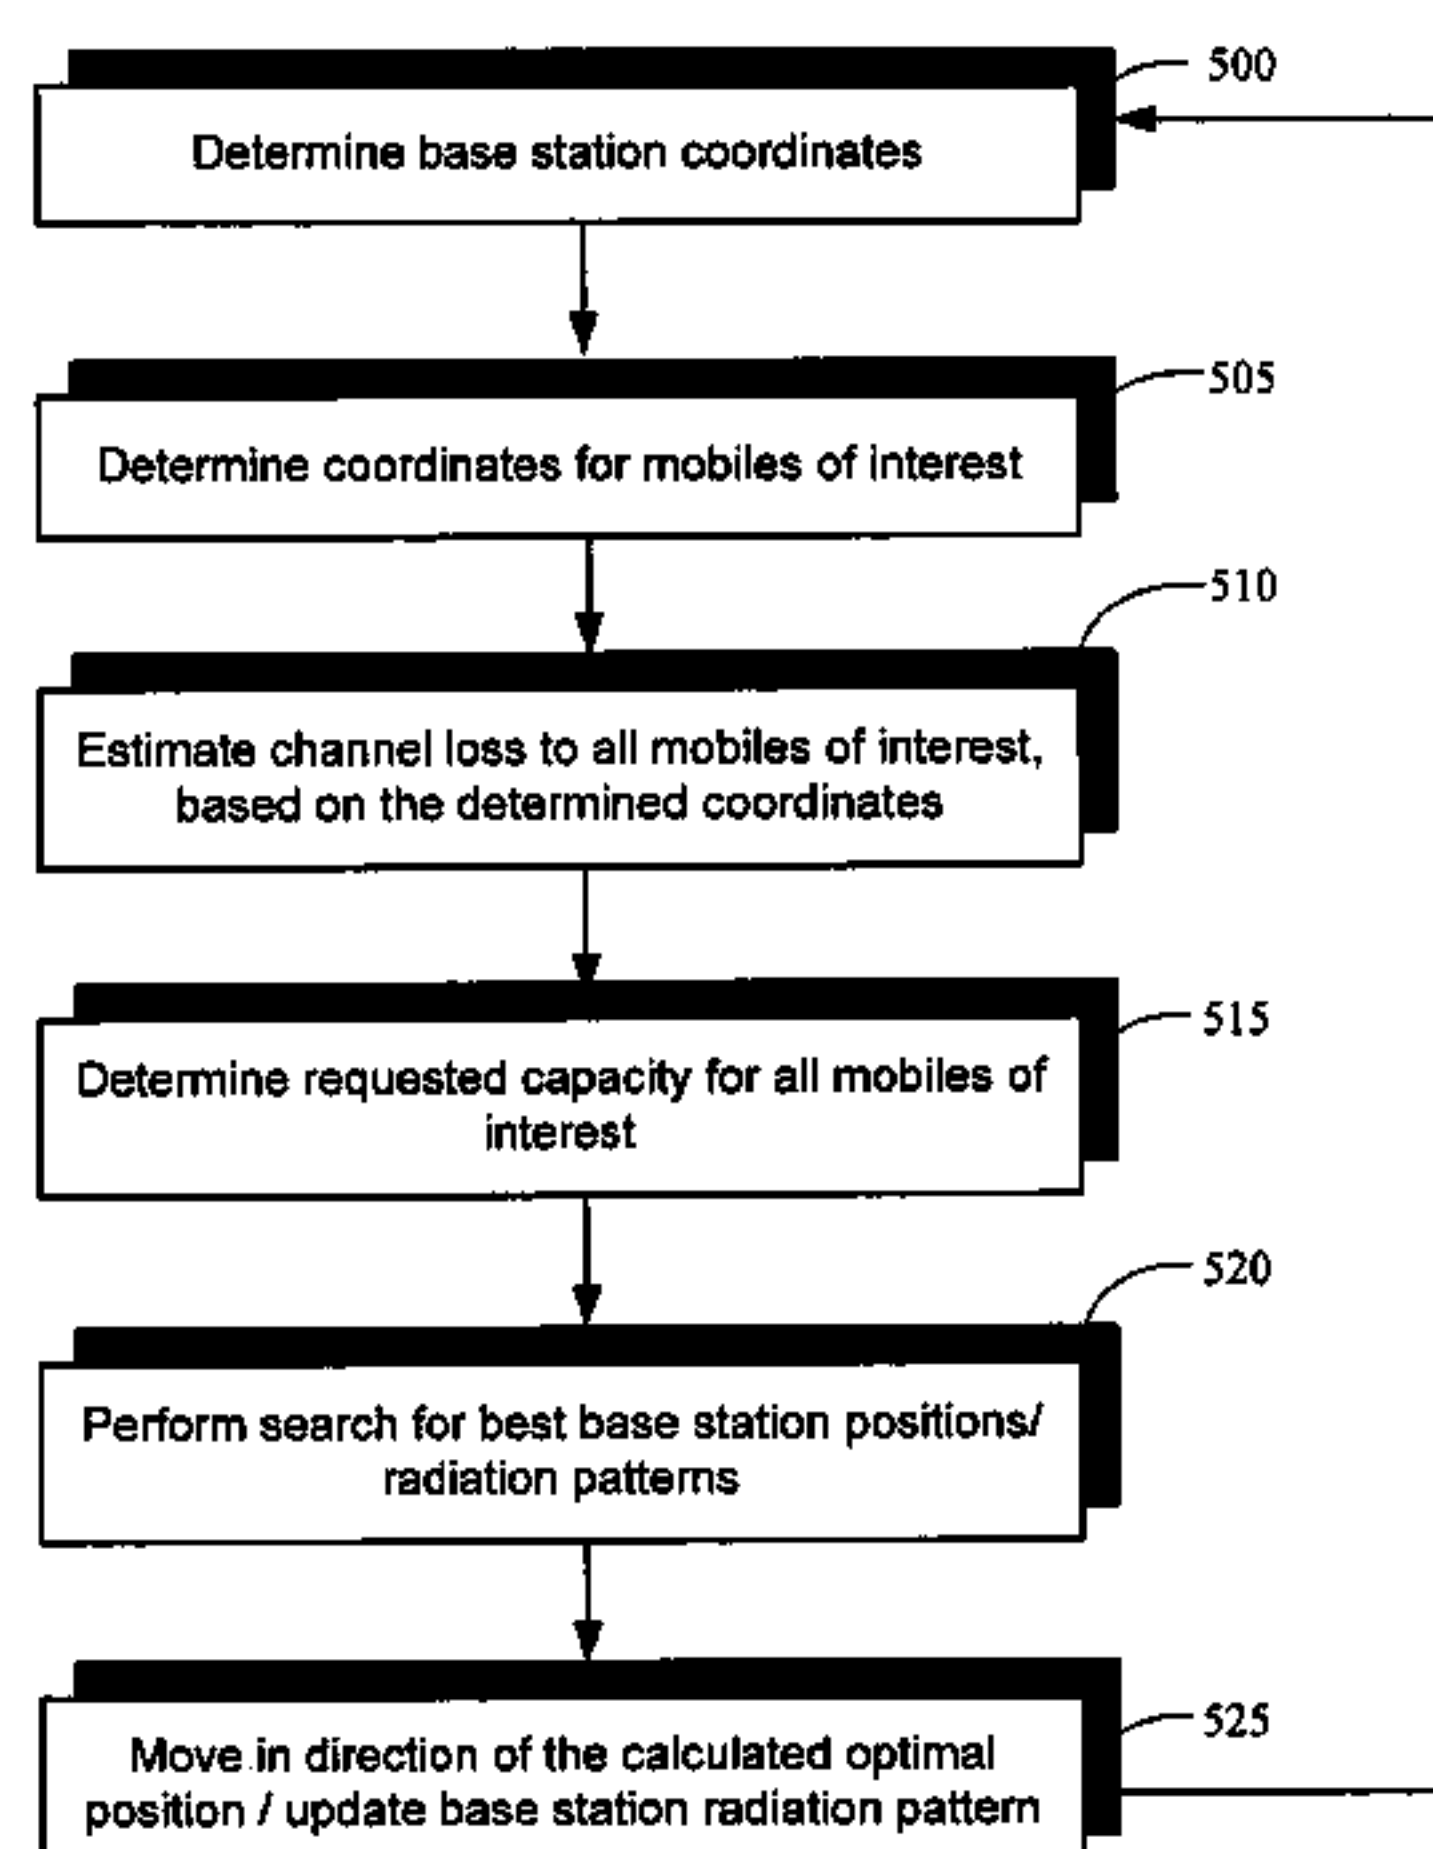 500
Determine base station coordinates
505
Determine coordinates for mobiles of interest
510
Estimate channel loss to all mobiles of interest,
based on the determined coordinates
515
Determine requested capacity for all mobiles of
interest
520
Perform search for best base station positions/
radiation patterns
525
Move in direction of the calculated optimal
position / update base station radiation pattern